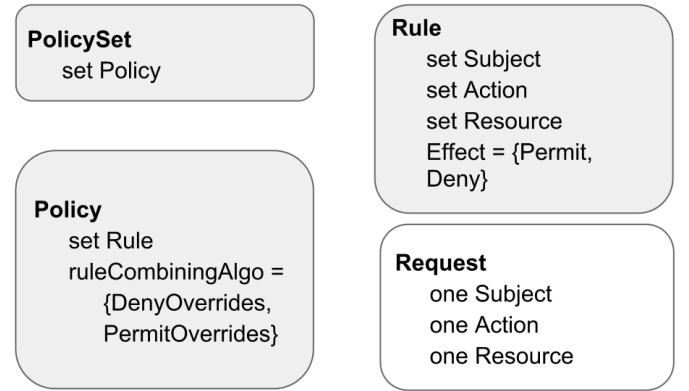 PolicySet
set Policy
Policy
set Rule
ruleCombiningAlgo =
{DenyOverrides,
PermitOverrides}
Rule
set Subject
set Action
set Resource
Effect = {Permit,
Deny}
Request
one Subject
one Action
one Resource